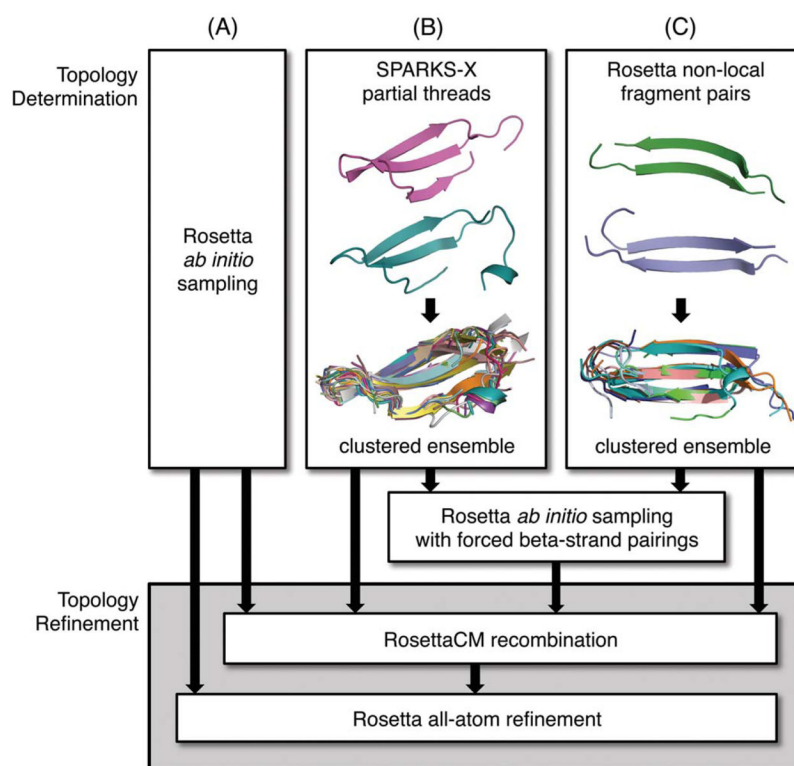 (A)
(B)
(C)
Topology
Determination
Rosetta
ab initio
sampling
SPARKS-X
partial threads
clustered ensemble
Rosetta non-local
fragment pairs
clustered ensemble
Rosetta ab initio sampling
with forced beta-strand pairings
Topology
Refinement
RosettaCM recombination
Rosetta all-atom refinement